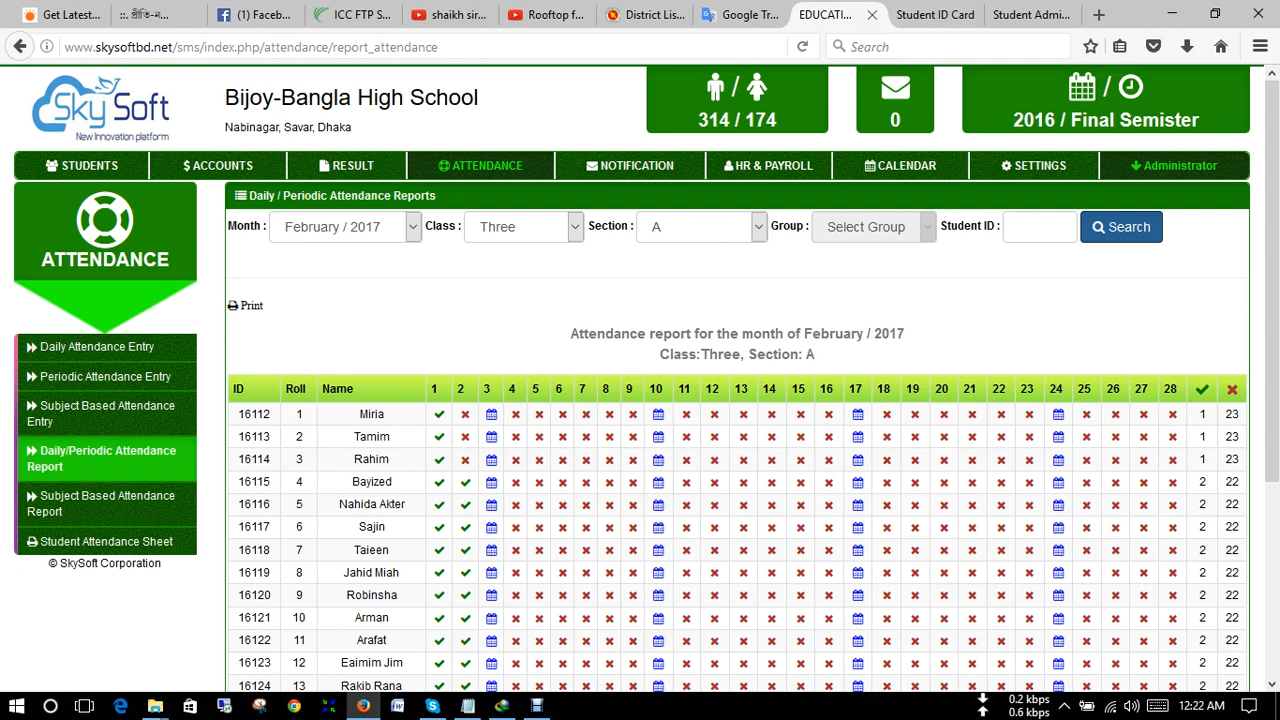 Get Latest...
::. প্রীতি-ন...
(1) Facebo...
ICC FTP S...
shaikh sir...
Rooftop f...
District Lis...
Google Tr...
EDUCATI...
Student ID Card
Student Admi...
www.skysoftbd.net/sms/index.php/attendance/report_attendance
Search
Sky Soft
New Innovation platform
Bijoy-Bangla High School
Nabinagar, Savar, Dhaka
/
314 / 174
0
/
2016 / Final Semister
STUDENTS
$ ACCOUNTS
RESULT
ATTENDANCE
NOTIFICATION
HR & PAYROLL
CALENDAR
SETTINGS
Administrator
ATTENDANCE
Daily Attendance Entry
Periodic Attendance Entry
Subject Based Attendance
Entry
Daily/Periodic Attendance
Report
Subject Based Attendance
Report
Student Attendance Sheet
© SkySoft Corporation
Daily / Periodic Attendance Reports
Month : February / 2017 Class : Three Section : A Group : Select Group Student ID : Search
Print
Attendance report for the month of February / 2017
Class:Three, Section: A
ID Roll Name 1 2 3 4 5 6 7 8 9 10 11 12 13 14 15 16 17 18 19 20 21 22 23 24 25 26 27 28 ✔ ✖
16112 1 Miria 1 23
16113 2 Tamim 1 23
16114 3 Rahim 1 23
16115 4 Bayized 2 22
16116 5 Nahida Akter 2 22
16117 6 Sajin 2 22
16118 7 Taieen 2 22
16119 8 Jahid Miah 2 22
16120 9 Robinsha 2 22
16121 10 Arman 2 22
16122 11 Arafat 2 22
16123 12 Eaimim Jim 2 22
16124 13 Rakib Rana 2 22
0.2 kbps
0.6 kbps
12:22 AM